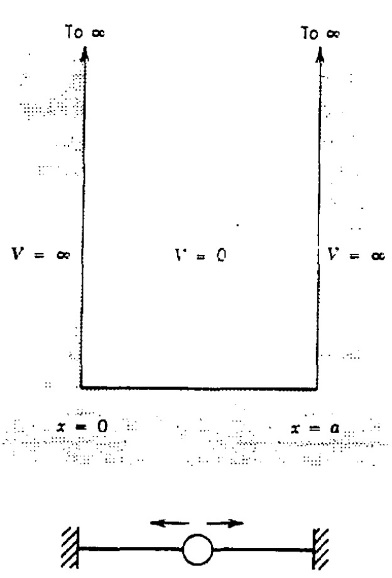 To ∞ To ∞
V = ∞ V = 0 V = ∞
x = 0 x = a